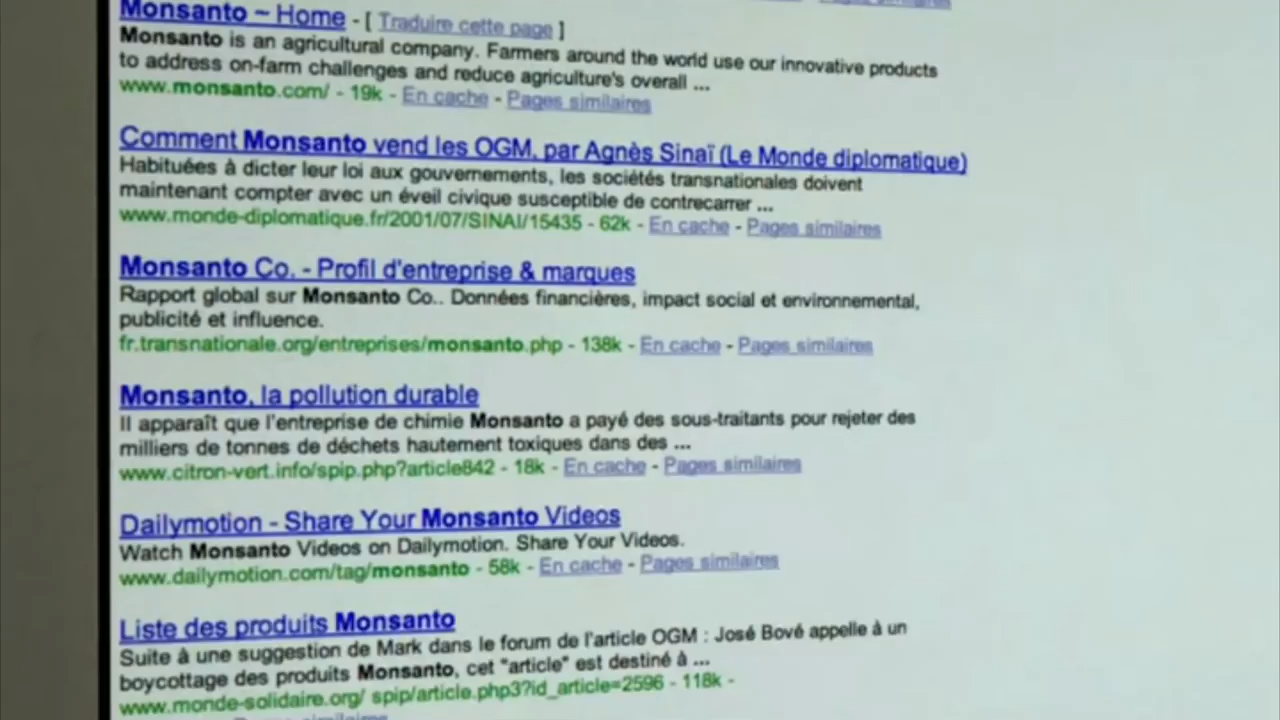 Monsanto ~ Home - [ Traduire cette page ]
Monsanto is an agricultural company. Farmers around the world use our innovative products
to address on-farm challenges and reduce agriculture's overall ...
www.monsanto.com/ - 19k - En cache - Pages similaires
Comment Monsanto vend les OGM, par Agnès Sinaï (Le Monde diplomatique)
Habituées à dicter leur loi aux gouvernements, les sociétés transnationales doivent
maintenant compter avec un éveil civique susceptible de contrecarrer ...
www.monde-diplomatique.fr/2001/07/SINAI/15435 - 62k - En cache - Pages similaires
Monsanto Co. - Profil d'entreprise & marques
Rapport global sur Monsanto Co.. Données financières, impact social et environnemental,
publicité et influence.
fr.transnationale.org/entreprises/monsanto.php - 138k - En cache - Pages similaires
Monsanto, la pollution durable
Il apparaît que l'entreprise de chimie Monsanto a payé des sous-traitants pour rejeter des
milliers de tonnes de déchets hautement toxiques dans des ...
www.citron-vert.info/spip.php?article842 - 18k - En cache - Pages similaires
Dailymotion - Share Your Monsanto Videos
Watch Monsanto Videos on Dailymotion. Share Your Videos.
www.dailymotion.com/tag/monsanto - 58k - En cache - Pages similaires
Liste des produits Monsanto
Suite à une suggestion de Mark dans le forum de l'article OGM : José Bové appelle à un
boycottage des produits Monsanto, cet "article" est destiné à ...
www.monde-solidaire.org/ spip/article.php3?id_article=2596 - 118k -
Pages similaires